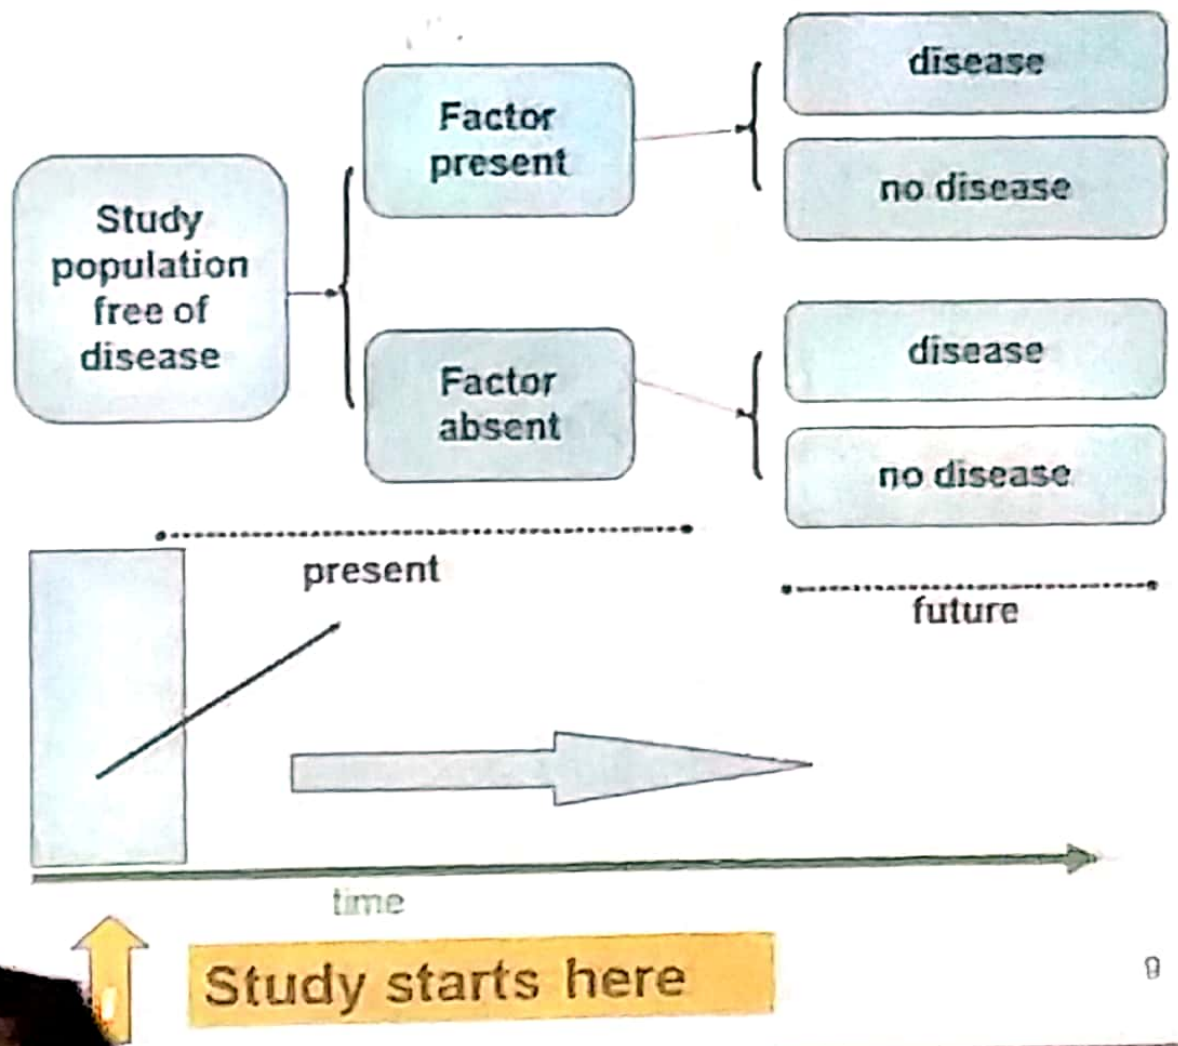 disease
Factor
present
no disease
Study
population
free of
disease
disease
Factor
absent
no disease
present
future
time
Study starts here
9